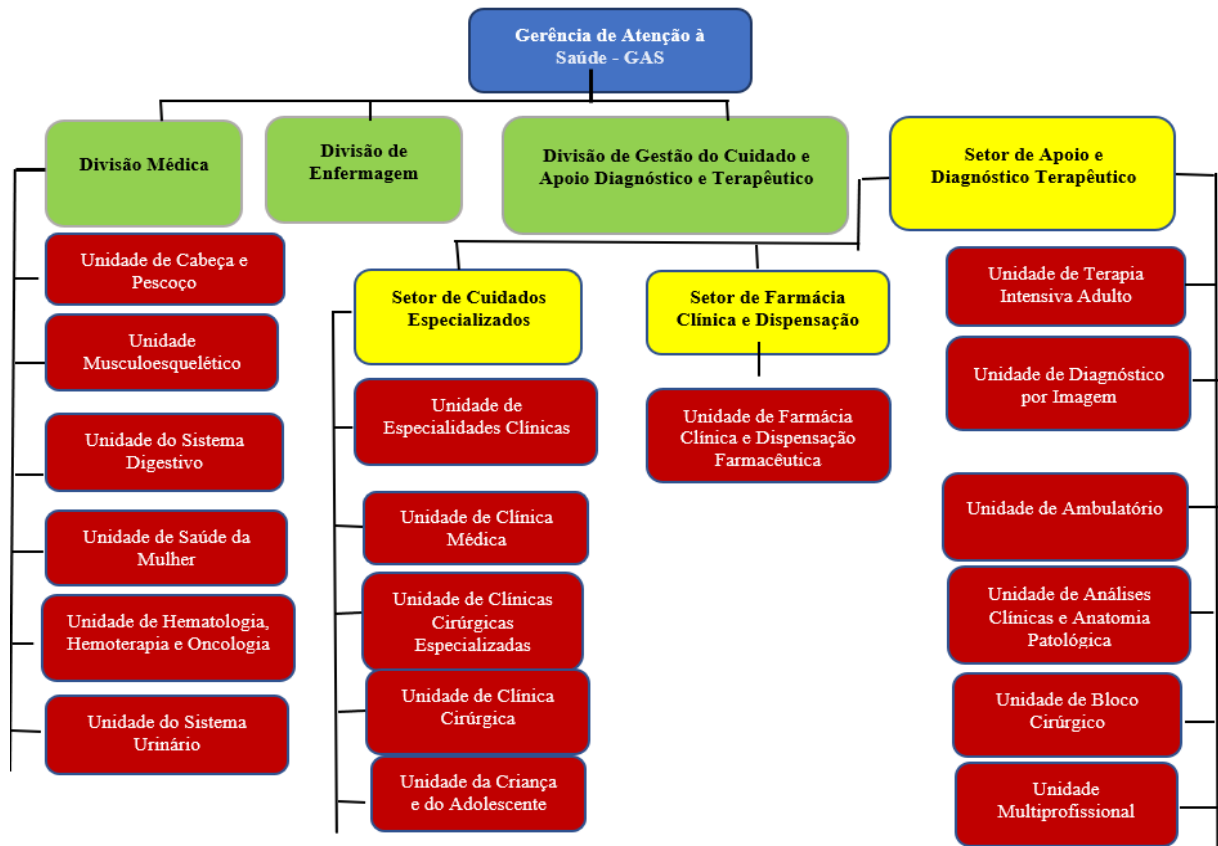 Gerência de Atenção à
Saúde - GAS
Divisão Médica
Divisão de
Enfermagem
Divisão de Gestão do Cuidado e
Apoio Diagnóstico e Terapêutico
Setor de Apoio e
Diagnóstico Terapêutico
Unidade de Cabeça e
Pescoço
Unidade
Musculoesquelético
Unidade do Sistema
Digestivo
Unidade de Saúde da
Mulher
Unidade de Hematologia,
Hemoterapia e Oncologia
Unidade do Sistema
Urinário
Setor de Cuidados
Especializados
Unidade de
Especialidades Clínicas
Unidade de Clínica
Médica
Unidade de Clínicas
Cirúrgicas
Especializadas
Unidade de Clínica
Cirúrgica
Unidade da Criança
e do Adolescente
Setor de Farmácia
Clínica e Dispensação
Unidade de Farmácia
Clínica e Dispensação
Farmacêutica
Unidade de Terapia
Intensiva Adulto
Unidade de Diagnóstico
por Imagem
Unidade de Ambulatório
Unidade de Análises
Clínicas e Anatomia
Patológica
Unidade de Bloco
Cirúrgico
Unidade
Multiprofissional